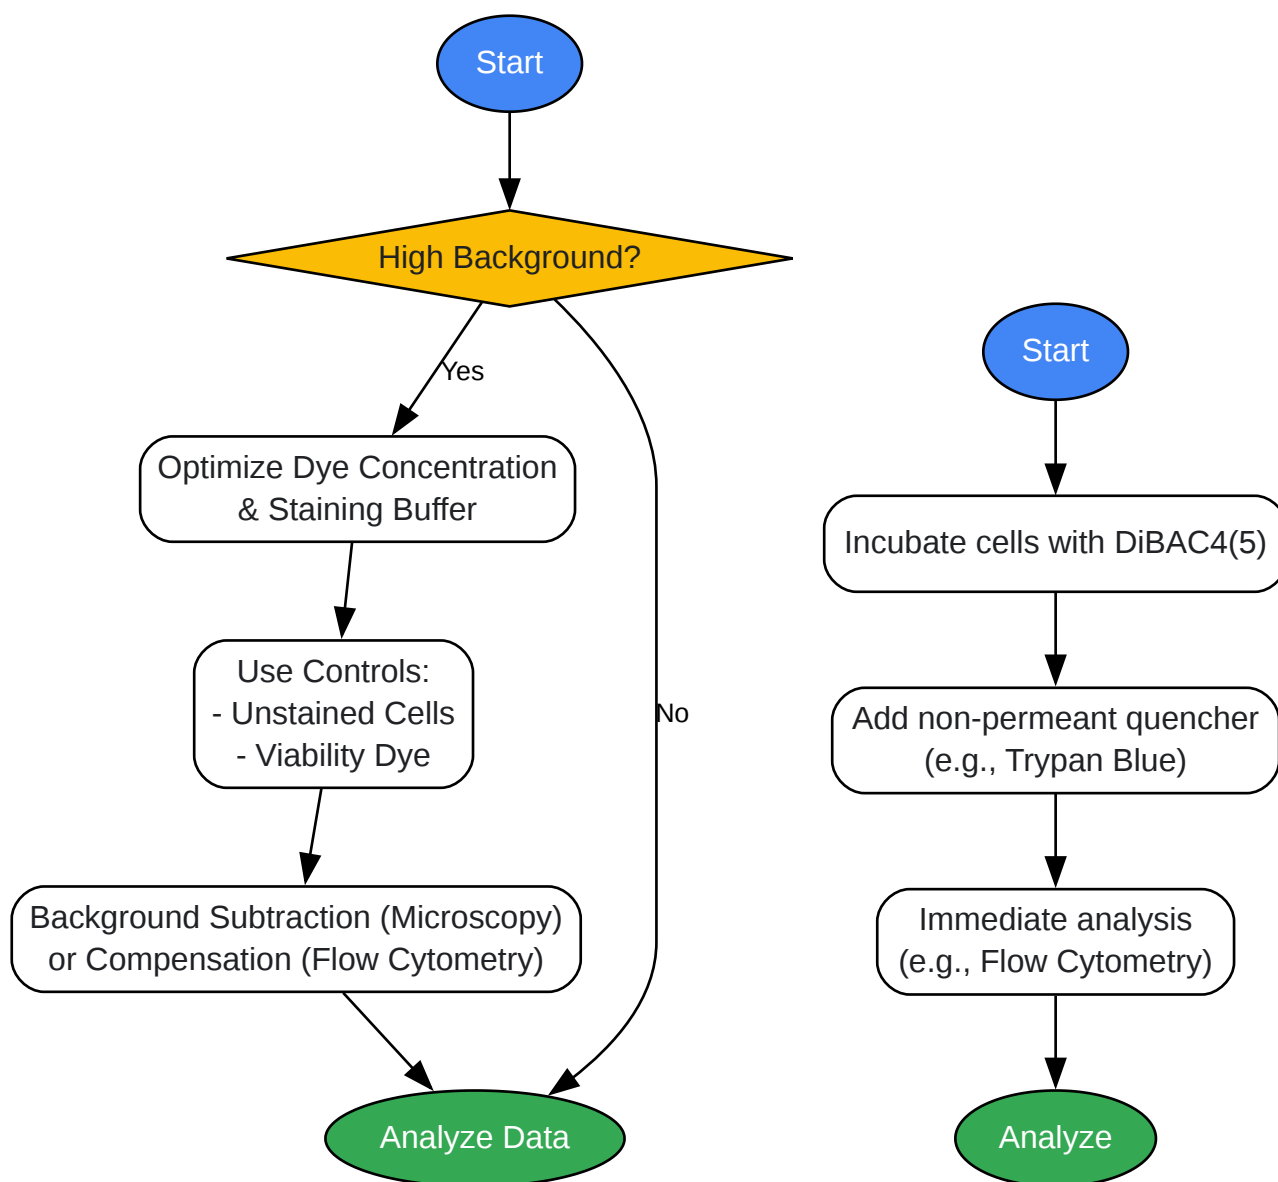 Start
High Background?
Yes
Optimize Dye Concentration
& Staining Buffer
Use Controls:
- Unstained Cells
- Viability Dye
No
Background Subtraction (Microscopy)
or Compensation (Flow Cytometry)
Analyze Data
Start
Incubate cells with DiBAC4(5)
Add non-permeant quencher
(e.g., Trypan Blue)
Immediate analysis
(e.g., Flow Cytometry)
Analyze